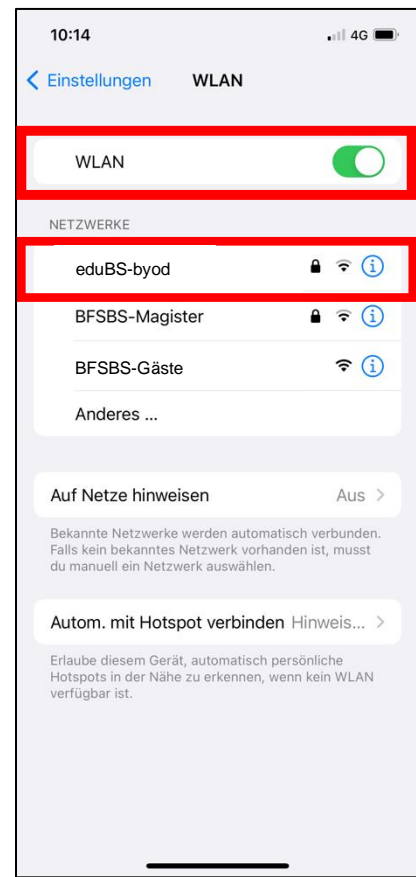 10:14 4G
Einstellungen WLAN
WLAN
NETZWERKE
eduBS-byod
BFSBS-Magister
BFSBS-Gäste
Anderes ...
Auf Netze hinweisen Aus
Bekannte Netzwerke werden automatisch verbunden.
Falls kein bekanntes Netzwerk vorhanden ist, musst
du manuell ein Netzwerk auswählen.
Autom. mit Hotspot verbinden Hinweis...
Erlaube diesem Gerät, automatisch persönliche
Hotspots in der Nähe zu erkennen, wenn kein WLAN
verfügbar ist.